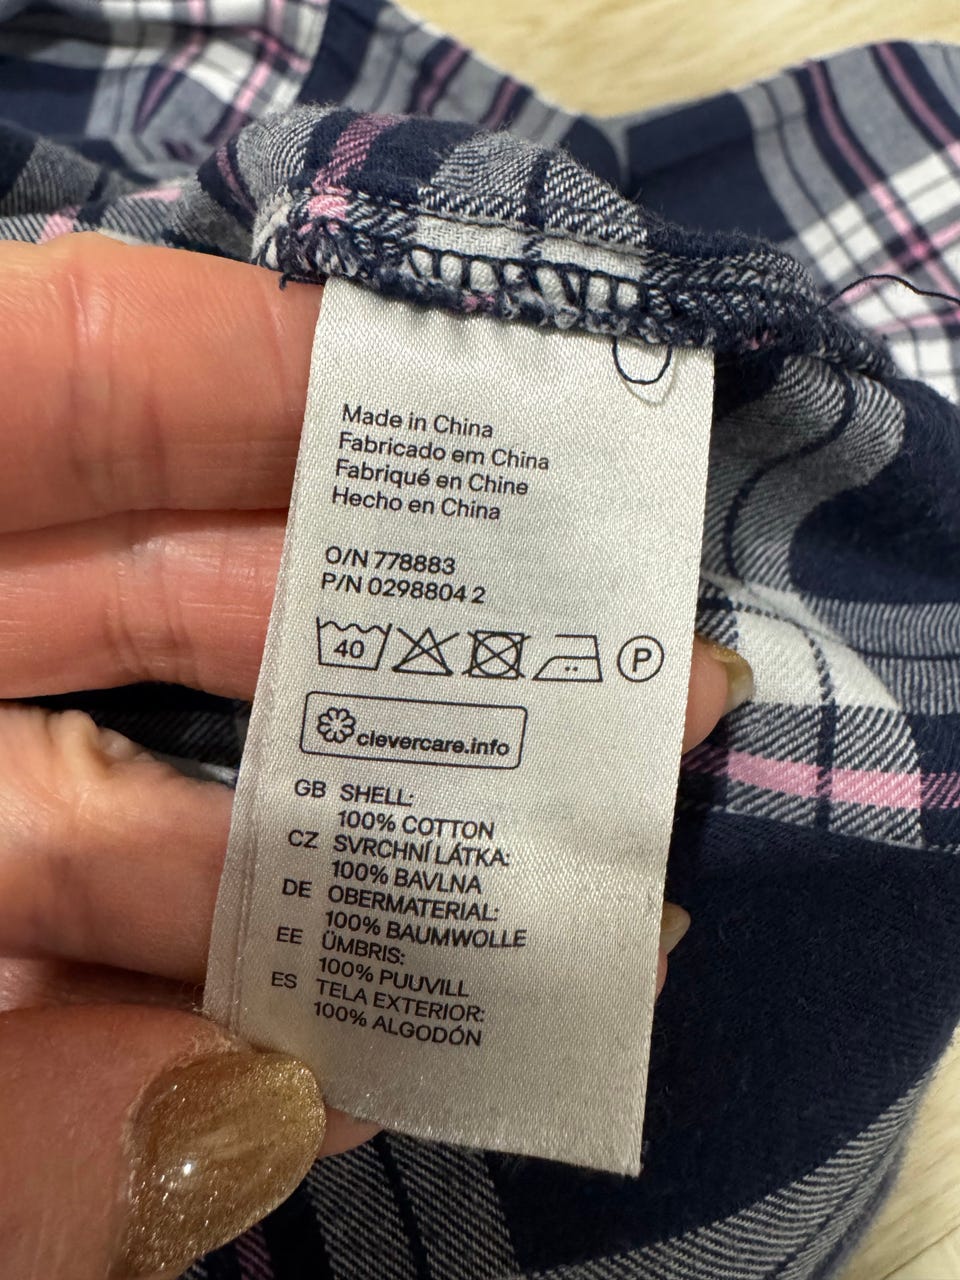 Made in China
Fabricado em China
Fabriqué en Chine
Hecho en China
O/N 778883
P/N 0298804 2
40 P
clevercare.info
GB SHELL:
100% COTTON
CZ SVRCHNÍ LÁTKA:
100% BAVLNA
DE OBERMATERIAL:
100% BAUMWOLLE
EE ÜMBRIS:
100% PUUVILL
ES TELA EXTERIOR:
100% ALGODÓN